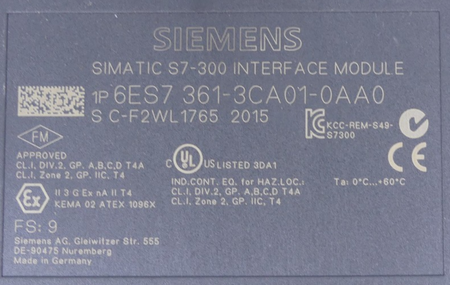 SIEMENS
SIMATIC S7-300 INTERFACE MODULE
1P 6ES7 361-3CA01-0AA0
S C-F2WL1765 2015
KCC-REM-S49-
S7300
FM
APPROVED
CL.I, DIV.2, GP. A,B,C,D T4A
CL.I, Zone 2, GP. IIC, T4
C UL US LISTED 3DA1
IND.CONT. EQ. for HAZ.LOC.:
CL.I, DIV.2, GP. A,B,C,D T4A
CL.I, Zone 2, GP. IIC, T4
CE
Ta: 0°C...+60°C
Ex
II 3 G Ex nA II T4
KEMA 02 ATEX 1096X
FS: 9
Siemens AG, Gleiwitzer Str. 555
DE-90475 Nuremberg
Made in Germany